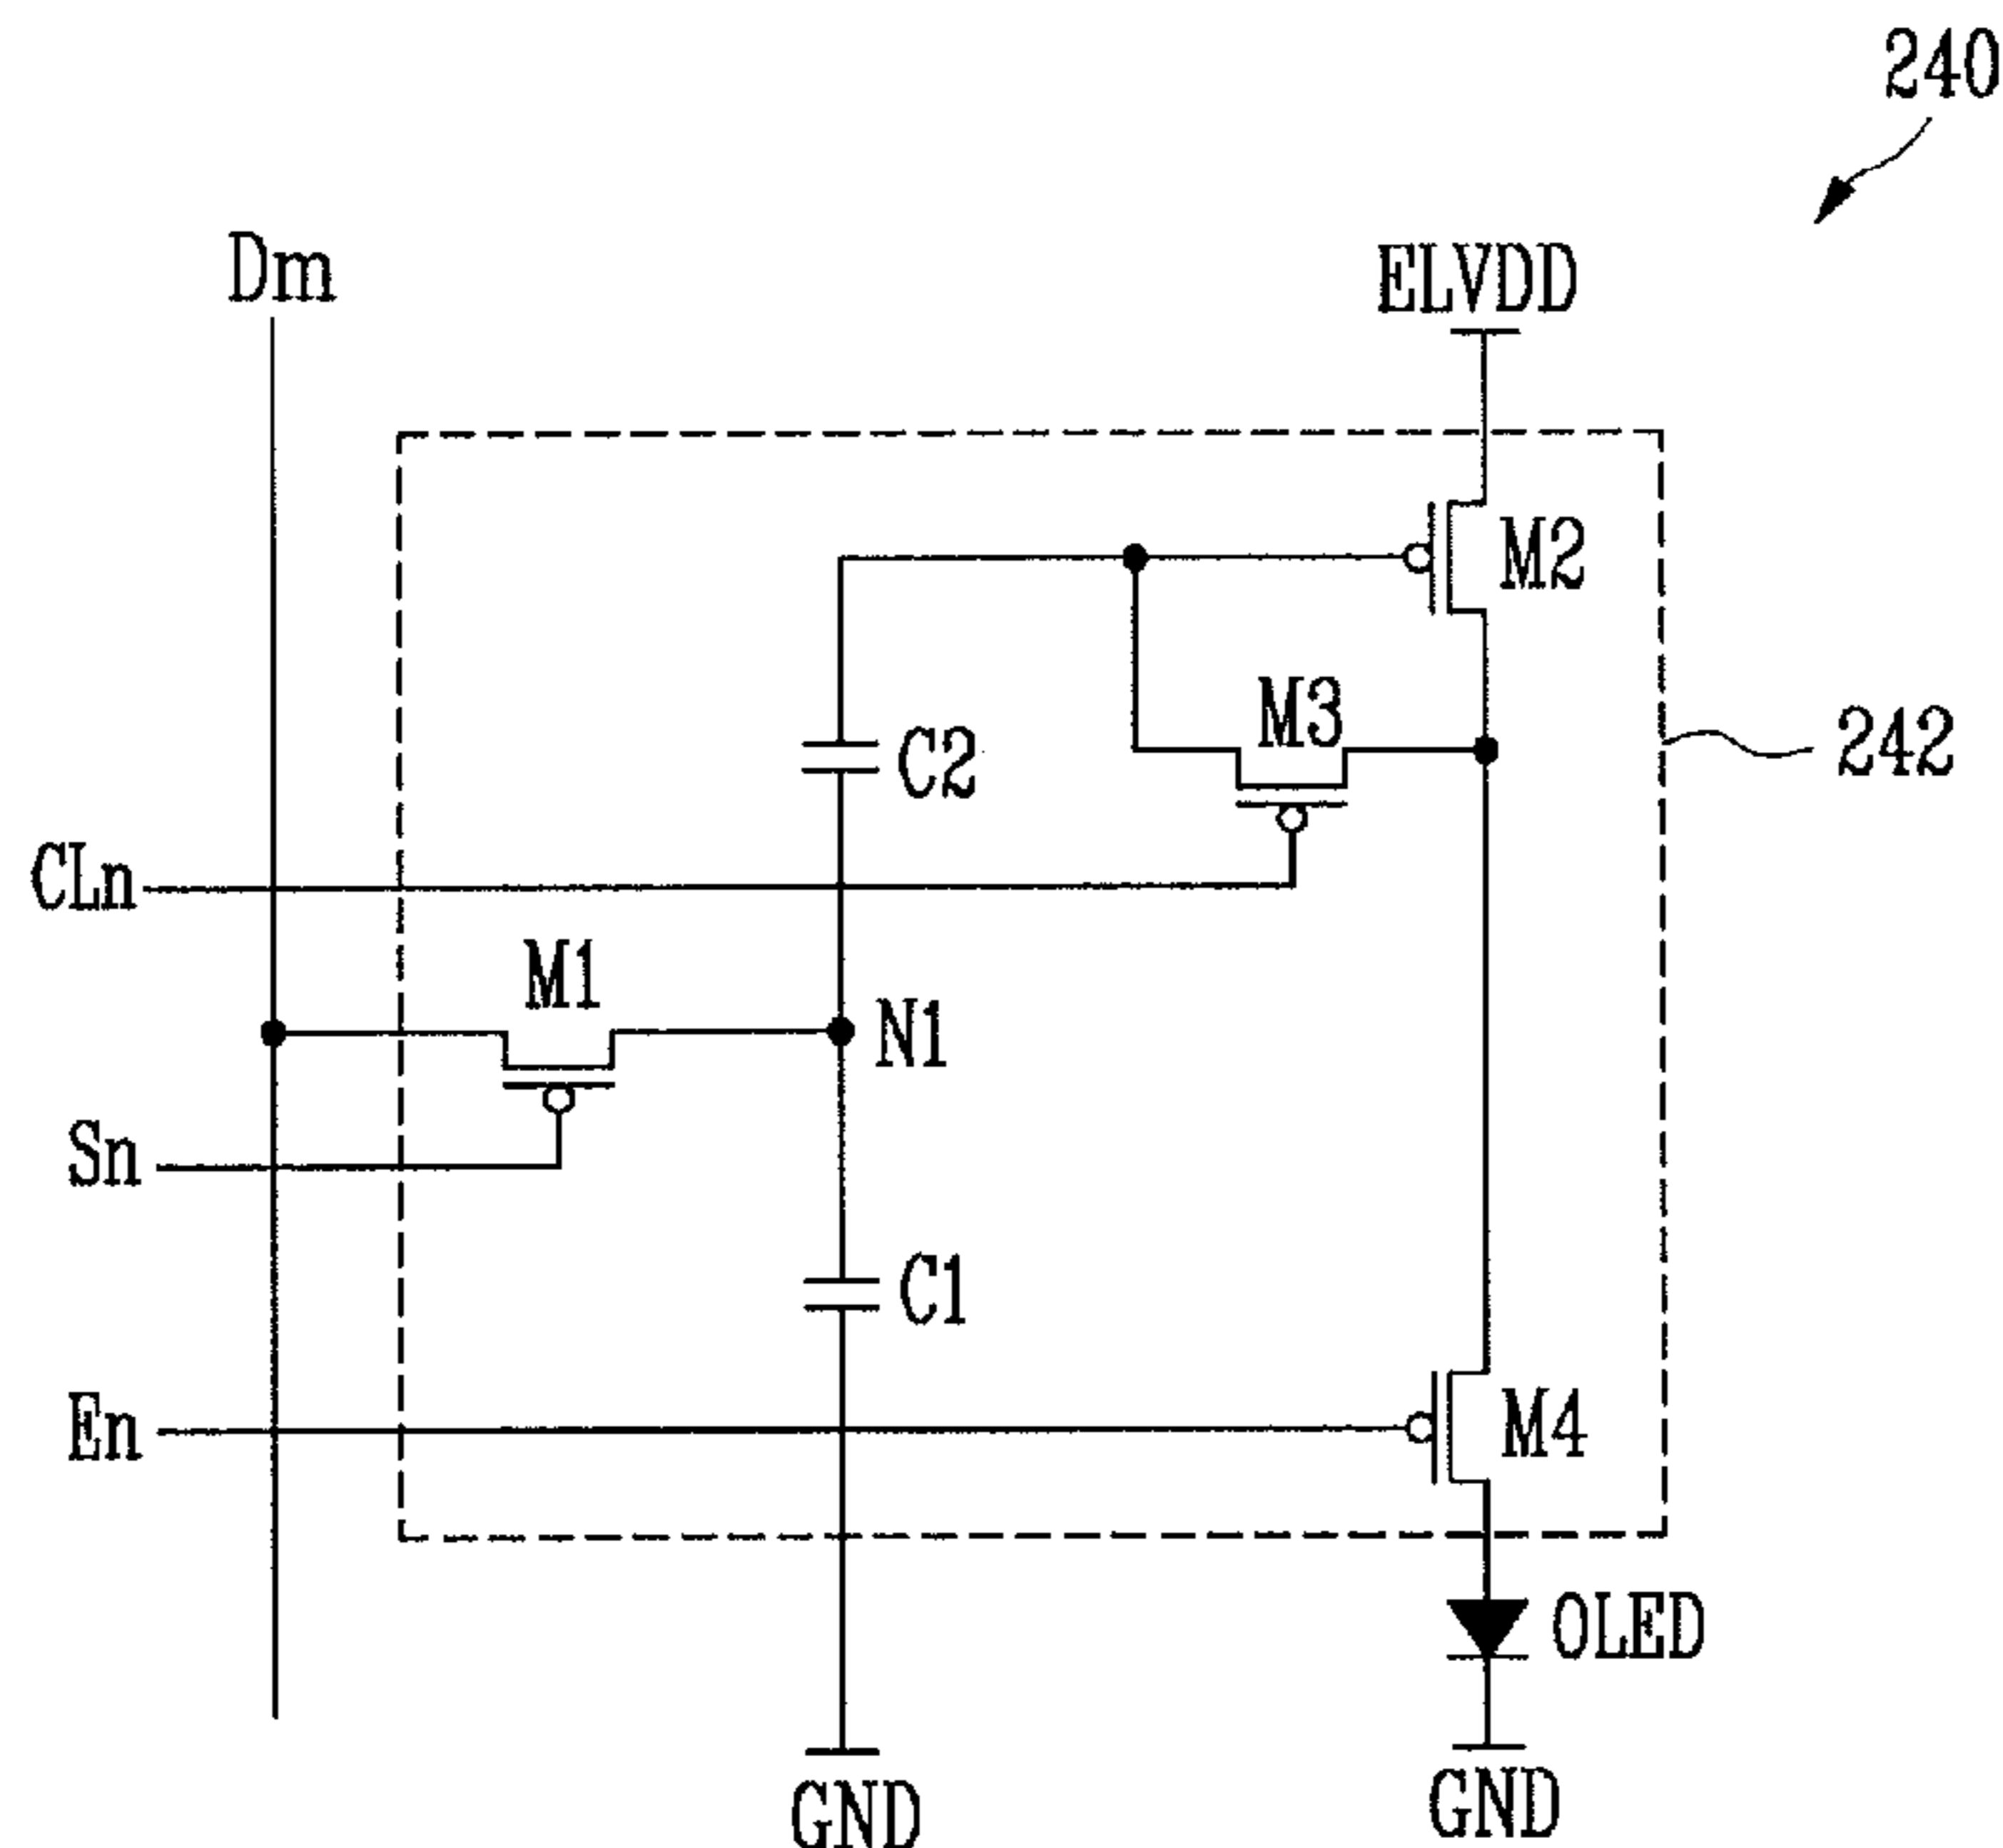 240
Dm
ELVDD
M2
M3
C2
242
CLn
M1
N1
Sn
C1
En
M4
OLED
GND
GND